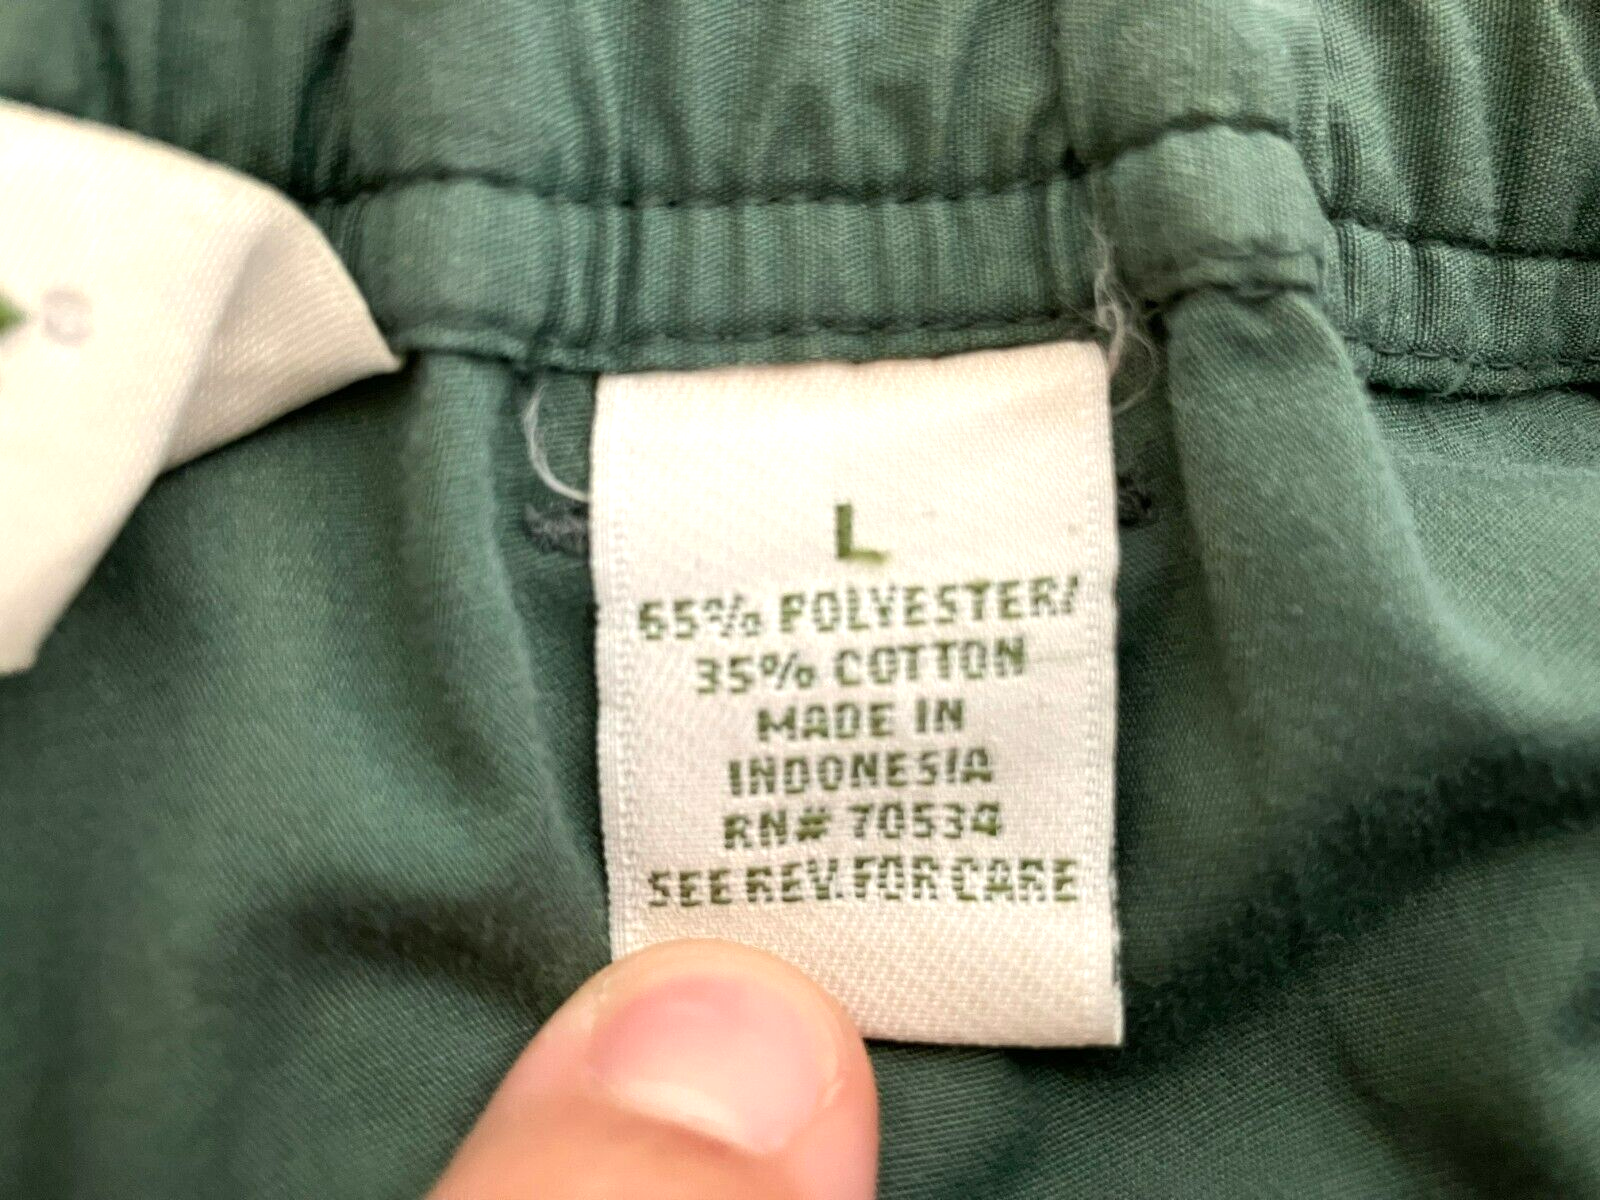 L
65% POLYESTER/
35% COTTON
MADE IN
INDONESIA
RN# 70534
SEE REV. FOR CARE